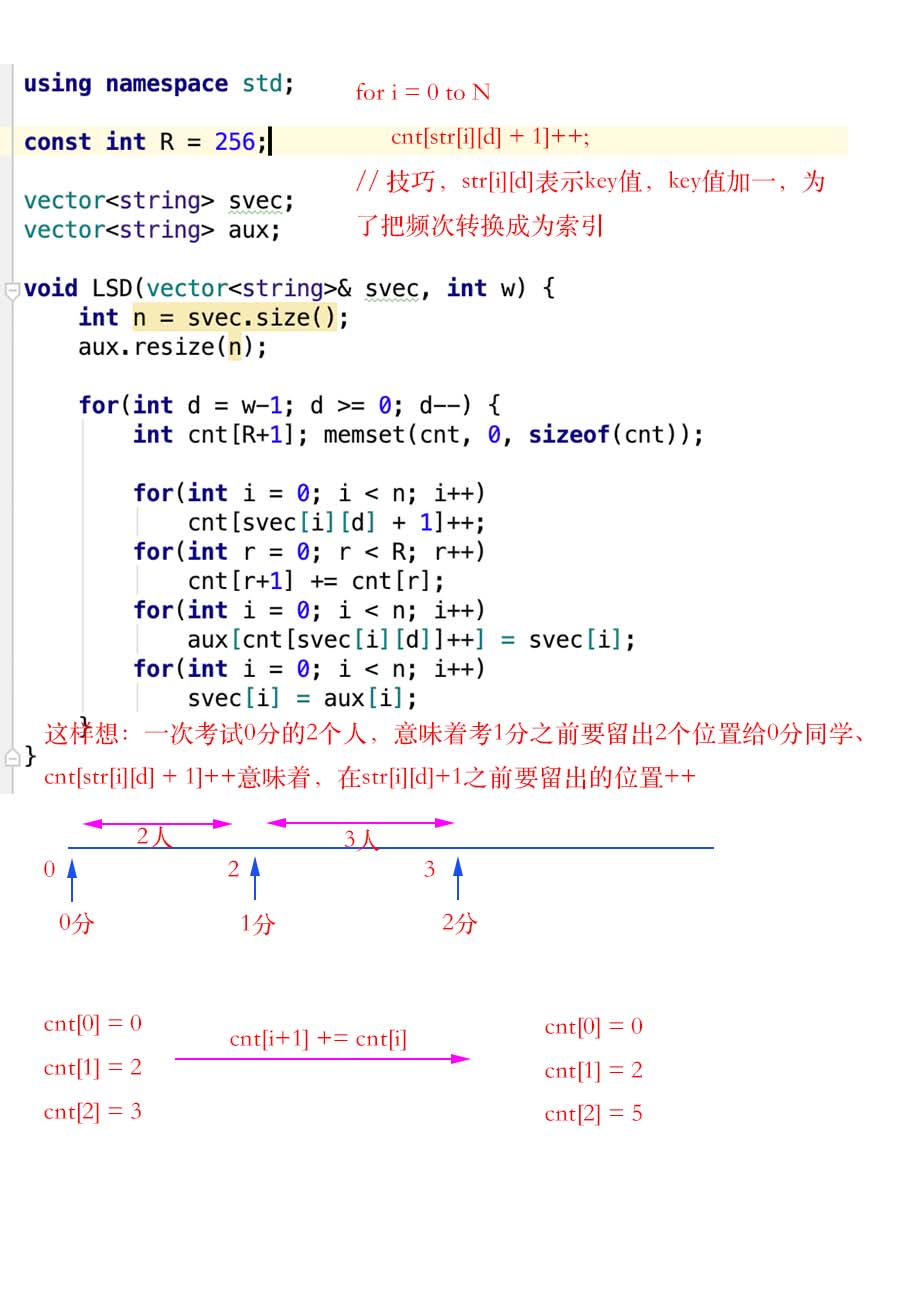 using namespace std;
for i = 0 to N
const int R = 256;
cnt[str[i][d] + 1]++;
// 技巧，str[i][d]表示key值，key值加一，为
了把频次转换成为索引
vector<string> svec;
vector<string> aux;
void LSD(vector<string>& svec, int w) {
int n = svec.size();
aux.resize(n);
for(int d = w-1; d >= 0; d--) {
int cnt[R+1]; memset(cnt, 0, sizeof(cnt));
for(int i = 0; i < n; i++)
cnt[svec[i][d] + 1]++;
for(int r = 0; r < R; r++)
cnt[r+1] += cnt[r];
for(int i = 0; i < n; i++)
aux[cnt[svec[i][d]]++] = svec[i];
for(int i = 0; i < n; i++)
svec[i] = aux[i];
}
这样想：一次考试0分的2个人，意味着考1分之前要留出2个位置给0分同学、
}
cnt[str[i][d] + 1]++意味着，在str[i][d]+1之前要留出的位置++
2人
3人
0
2
3
0分
1分
2分
cnt[0] = 0
cnt[1] = 2
cnt[2] = 3
cnt[i+1] += cnt[i]
cnt[0] = 0
cnt[1] = 2
cnt[2] = 5